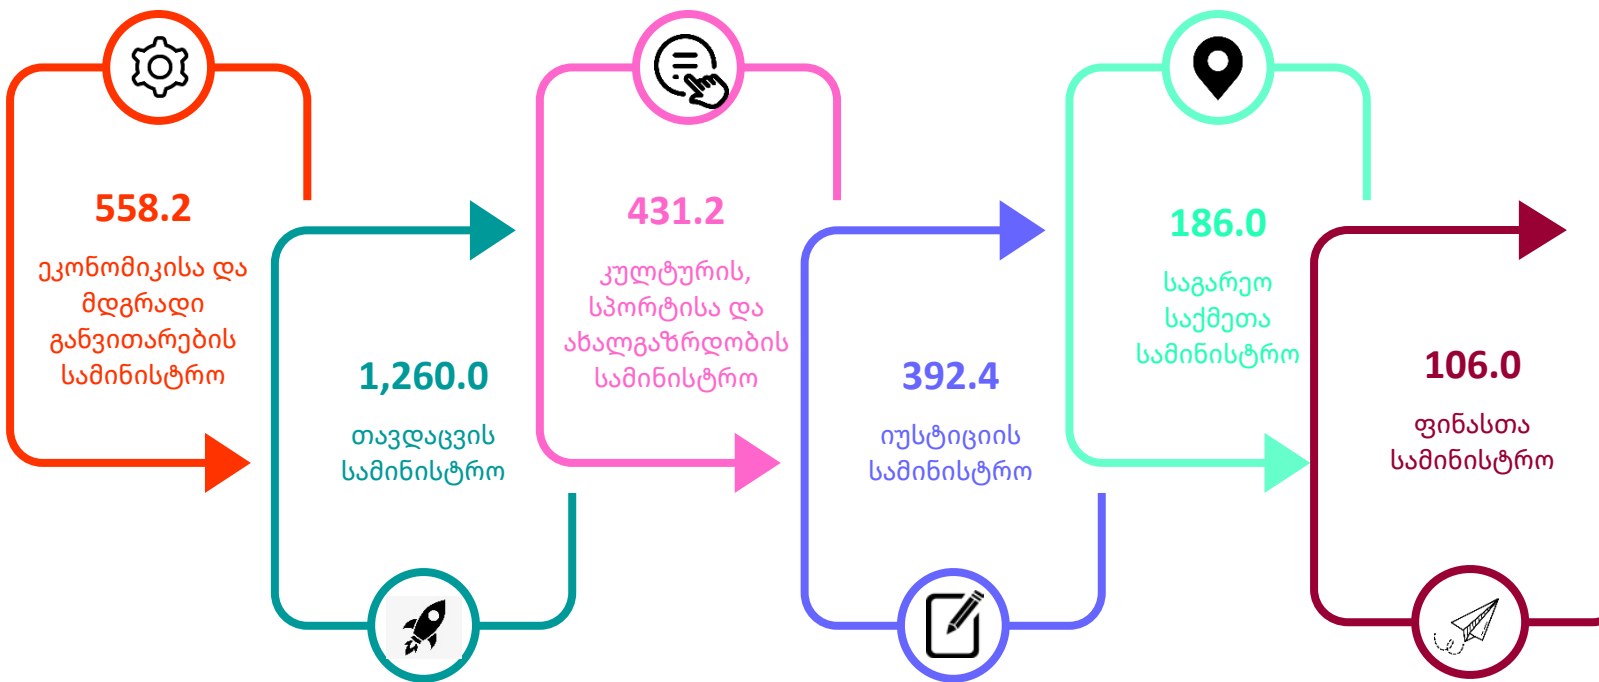 558.2
ეკონომიკისა და
მდგრადი
განვითარების
სამინისტრო
1,260.0
თავდაცვის
სამინისტრო
431.2
კულტურის,
სპორტისა და
ახალგაზრდობის
სამინისტრო
392.4
იუსტიციის
სამინისტრო
186.0
საგარეო
საქმეთა
სამინისტრო
106.0
ფინასთა
სამინისტრო